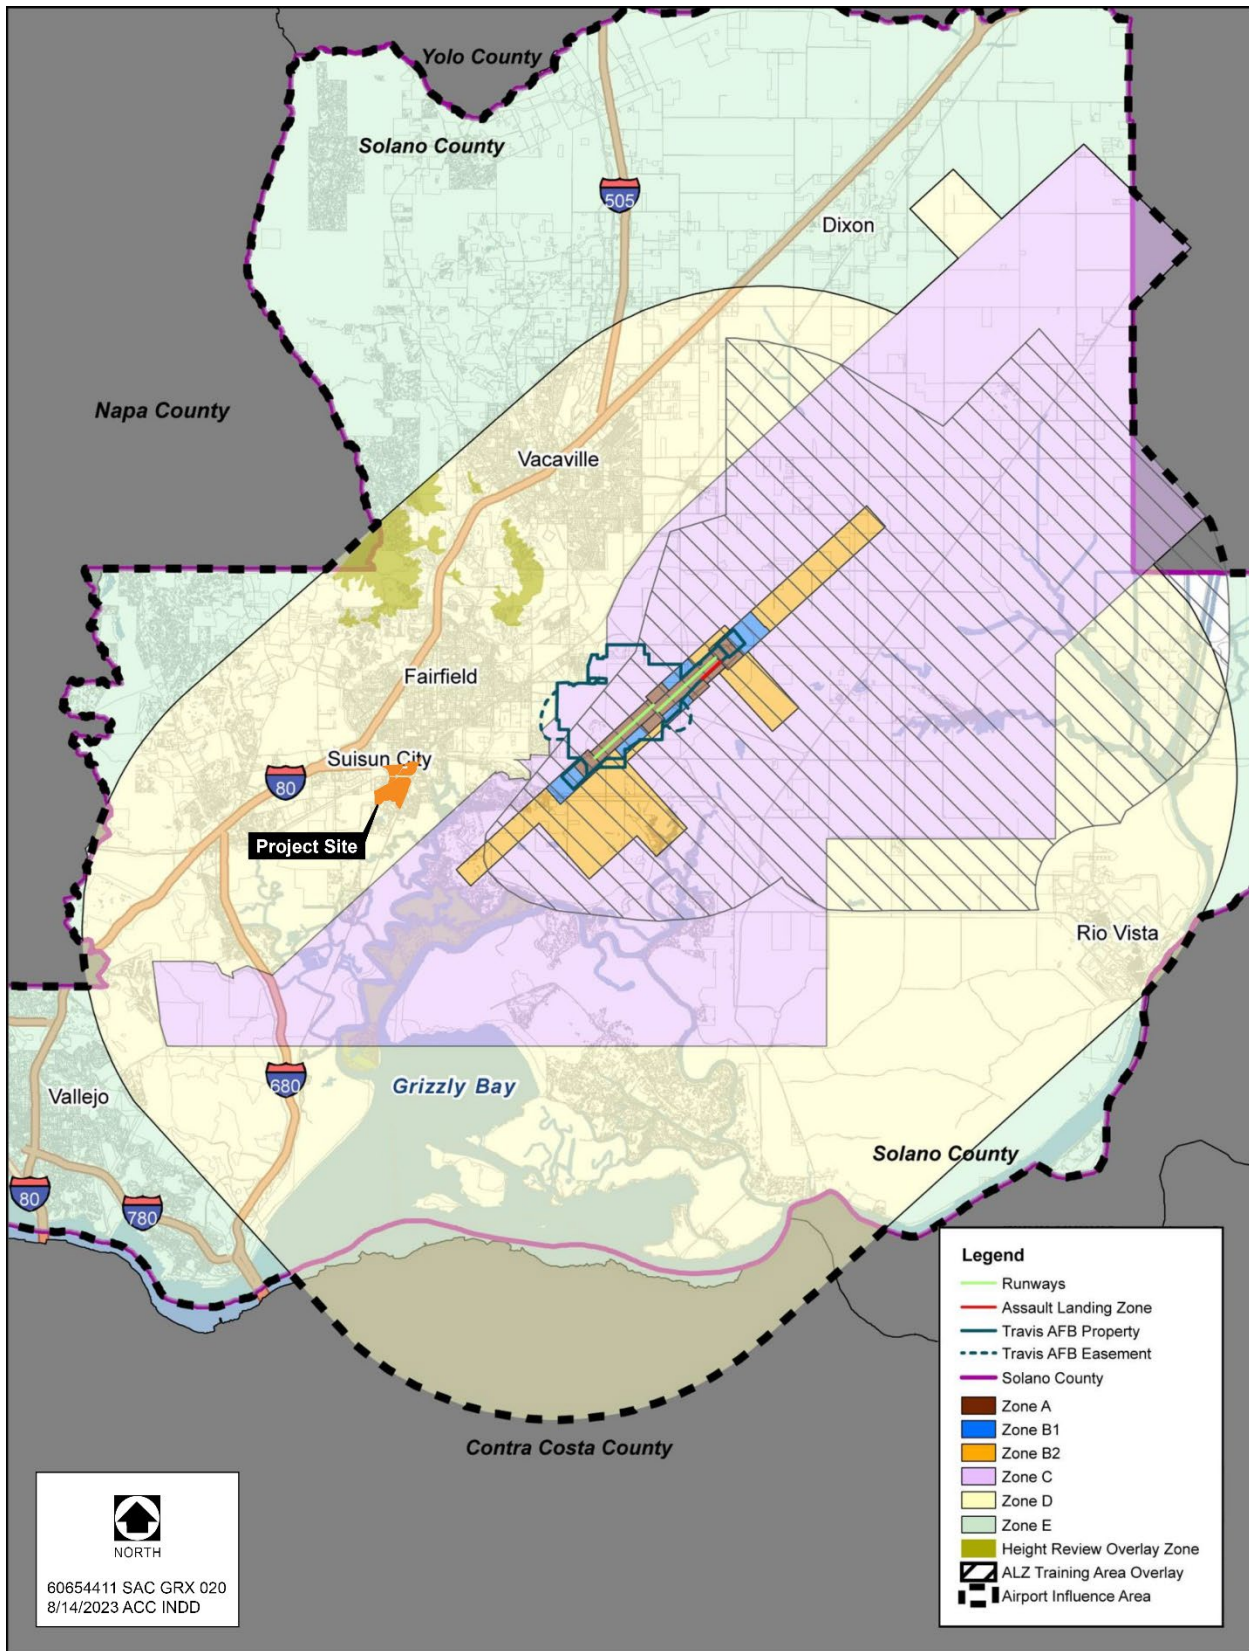 Yolo County
Solano County
505
Dixon
Napa County
Vacaville
Fairfield
Suisun City
80
Project Site
Rio Vista
680
Grizzly Bay
Vallejo
Solano County
80
780
Contra Costa County
Legend
Runways
Assault Landing Zone
Travis AFB Property
Travis AFB Easement
Solano County
Zone A
Zone B1
Zone B2
Zone C
Zone D
Zone E
Height Review Overlay Zone
ALZ Training Area Overlay
Airport Influence Area
NORTH
60654411 SAC GRX 020
8/14/2023 ACC INDD